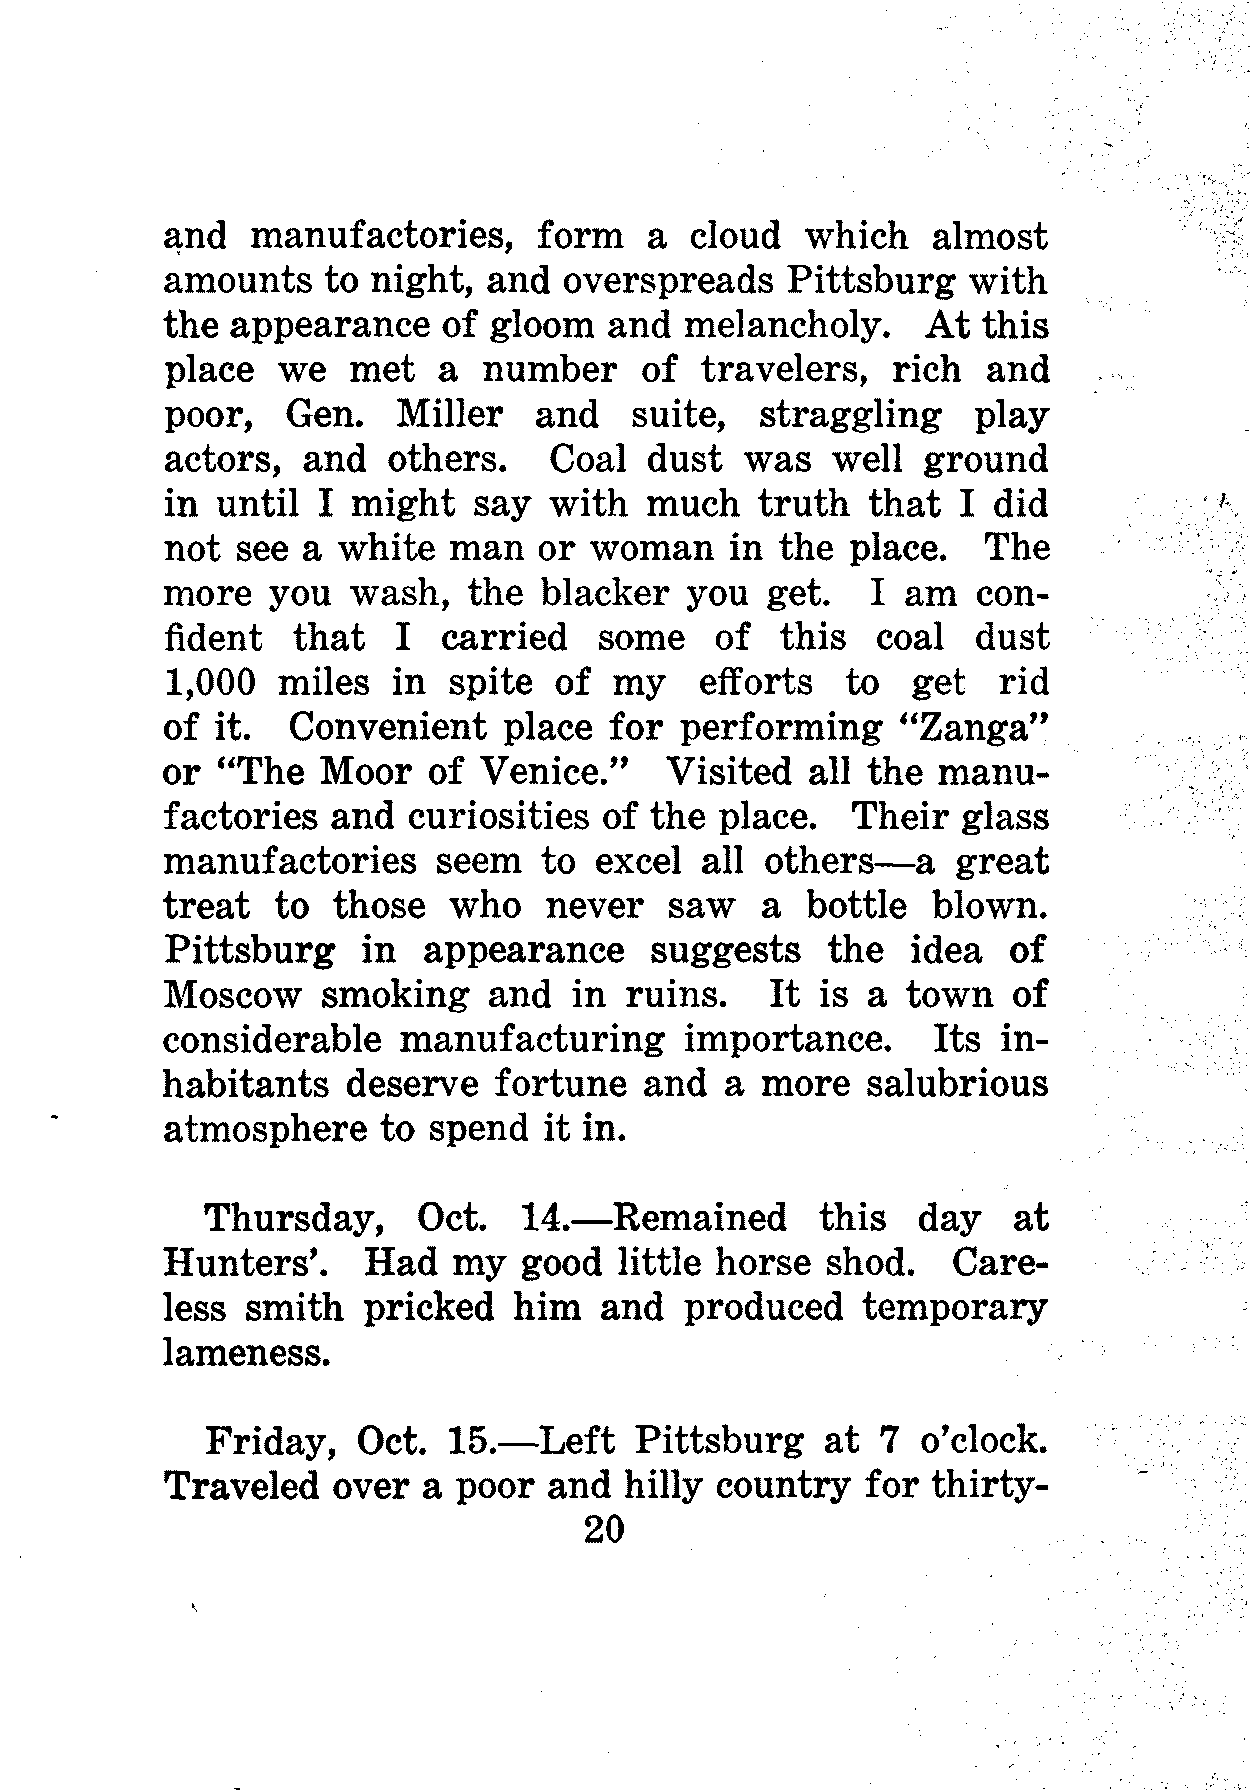 and manufactories, form a cloud which almost
amounts to night, and overspreads Pittsburg with
the appearance of gloom and melancholy. At this
place we met a number of travelers, rich and
poor, Gen. Miller and suite, straggling play
actors, and others. Coal dust was well ground
in until I might say with much truth that I did
not see a white man or woman in the place. The
more you wash, the blacker you get. I am con-
fident that I carried some of this coal dust
1,000 miles in spite of my efforts to get rid
of it. Convenient place for performing “Zanga”
or “The Moor of Venice.” Visited all the manu-
factories and curiosities of the place. Their glass
manufactories seem to excel all others—a great
treat to those who never saw a bottle blown.
Pittsburg in appearance suggests the idea of
Moscow smoking and in ruins. It is a town of
considerable manufacturing importance. Its in-
habitants deserve fortune and a more salubrious
atmosphere to spend it in.
Thursday, Oct. 14.—Remained this day at
Hunters’. Had my good little horse shod. Care-
less smith pricked him and produced temporary
lameness.
Friday, Oct. 15.—Left Pittsburg at 7 o’clock.
Traveled over a poor and hilly country for thirty-
20